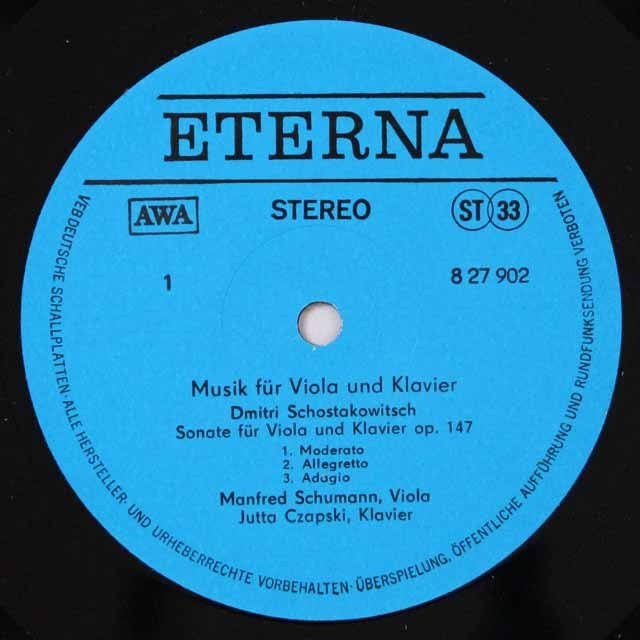 ETERNA
AWA
STEREO
ST 33
1
8 27 902
Musik für Viola und Klavier
Dmitri Schostakowitsch
Sonate für Viola und Klavier op. 147
1. Moderato
2. Allegretto
3. Adagio
Manfred Schumann, Viola
Jutta Czapski, Klavier
VEB DEUTSCHE SCHALLPLATTEN · ALLE HERSTELLER- UND URHEBERRECHTE VORBEHALTEN · ÜBERSPIELUNG, ÖFFENTLICHE AUFFÜHRUNG UND RUNDFUNKSENDUNG VERBOTEN